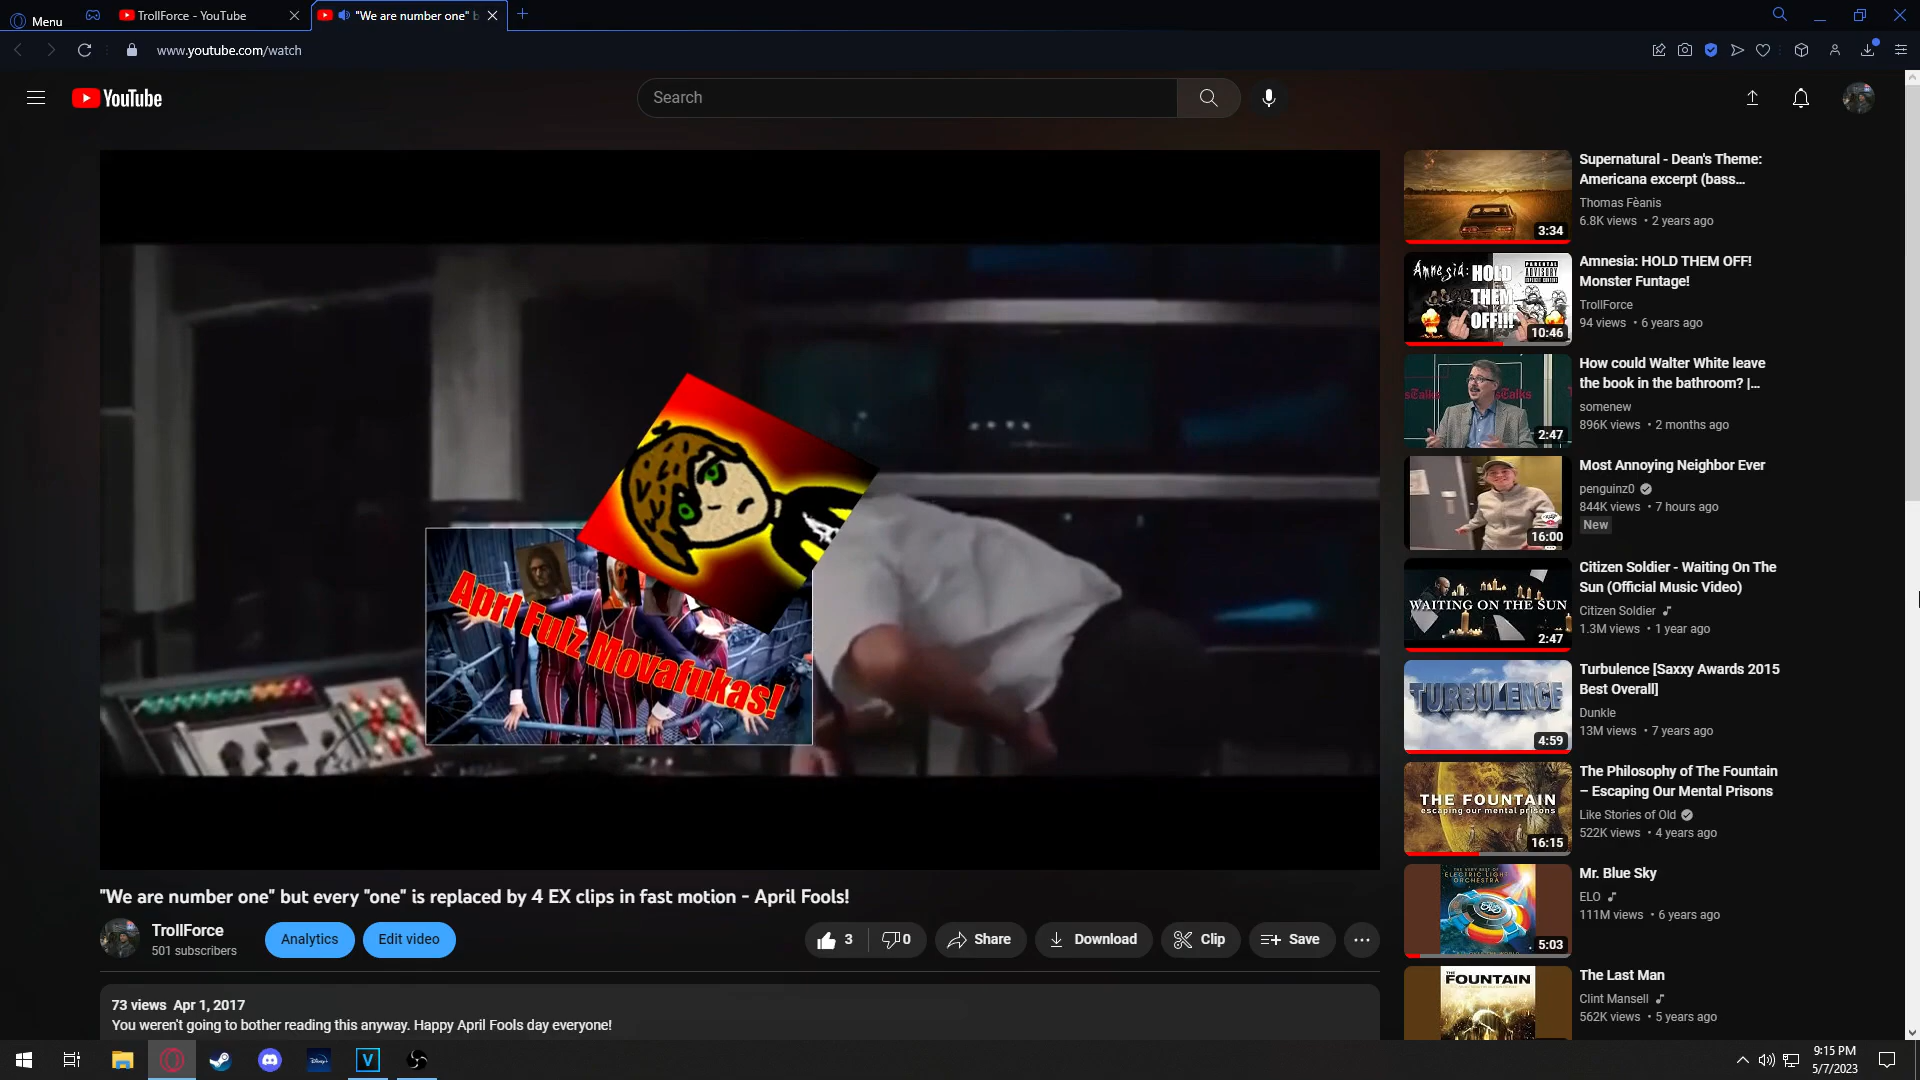 Menu
TrollForce - YouTube
"We are number one" b
www.youtube.com/watch
YouTube
Search
Aprl Fulz Movafukas!
"We are number one" but every "one" is replaced by 4 EX clips in fast motion - April Fools!
TrollForce
501 subscribers
Analytics
Edit video
3
0
Share
Download
Clip
Save
73 views Apr 1, 2017
You weren't going to bother reading this anyway. Happy April Fools day everyone!
3:34
Supernatural - Dean's Theme:
Americana excerpt (bass...
Thomas Fèanis
6.8K views • 2 years ago
Amnesia: HOLD
THEM
OFF!!!
PARENTAL
ADVISORY
10:46
Amnesia: HOLD THEM OFF!
Monster Funtage!
TrollForce
94 views • 6 years ago
sTalks
2:47
How could Walter White leave
the book in the bathroom? |...
somenew
896K views • 2 months ago
16:00
Most Annoying Neighbor Ever
penguinz0
844K views • 7 hours ago
New
WAITING ON THE SUN
2:47
Citizen Soldier - Waiting On The
Sun (Official Music Video)
Citizen Soldier
1.3M views • 1 year ago
TURBULENCE
4:59
Turbulence [Saxxy Awards 2015
Best Overall]
Dunkle
13M views • 7 years ago
THE FOUNTAIN
escaping our mental prisons
16:15
The Philosophy of The Fountain
– Escaping Our Mental Prisons
Like Stories of Old
522K views • 4 years ago
ELECTRIC LIGHT
ORCHESTRA
5:03
Mr. Blue Sky
ELO
111M views • 6 years ago
THE
FOUNTAIN
The Last Man
Clint Mansell
562K views • 5 years ago
Disney+
V
9:15 PM
5/7/2023